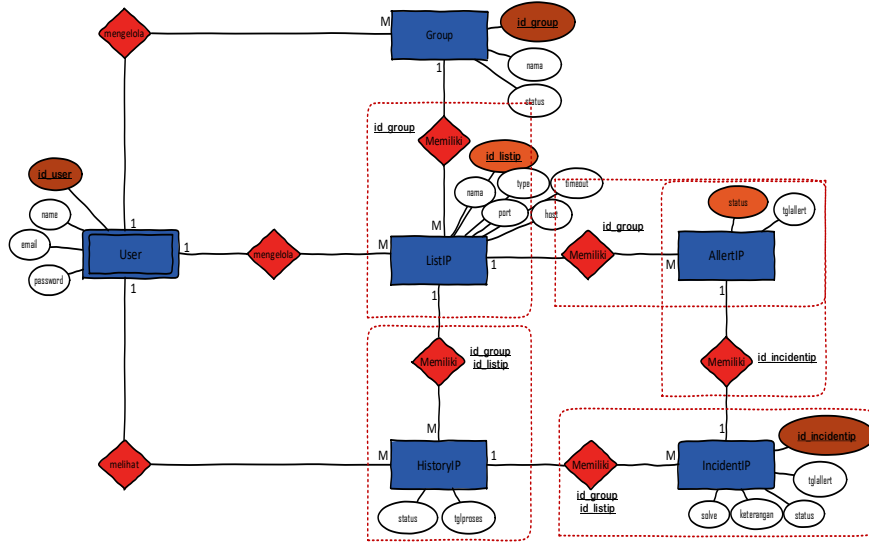 mengelola
M
Group
id_group
nama
status
1
id_group
Memiliki
id_listip
nama
type
timeout
port
host
M
id_user
name
email
password
1
User
1
1
mengelola
M
ListIP
1
1
id_group
Memiliki
M
status
tglallert
AllertIP
1
Memiliki
id_group
id_listip
Memiliki
id_incidentip
M
1
melihat
M
HistoryIP
1
Memiliki
id_group
id_listip
M
IncidentIP
id_incidentip
tglallert
status
keterangan
solve
status
tglproses